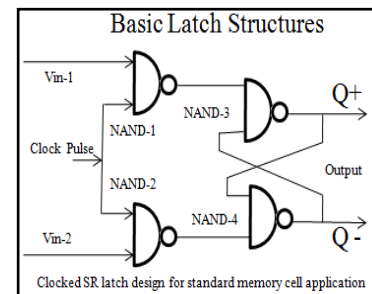 Basic Latch Structures
Vin-1
Q+
NAND-3
NAND-1
Clock Pulse
Output
NAND-2
NAND-4
Vin-2
Q -
Clocked SR latch design for standard memory cell application